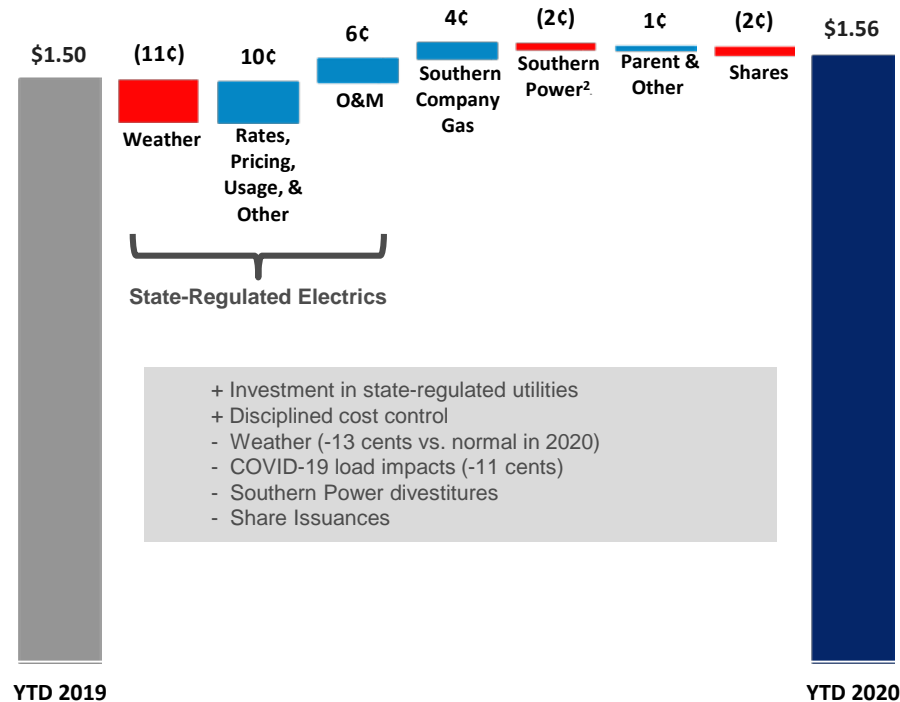 $1.50
(11¢)
10¢
6¢
4¢
(2¢)
1¢
(2¢)
$1.56
Weather
Rates,
Pricing,
Usage, &
Other
O&M
Southern
Company
Gas
Southern
Power2
Parent &
Other
Shares
State-Regulated Electrics
+ Investment in state-regulated utilities
+ Disciplined cost control
- Weather (-13 cents vs. normal in 2020)
- COVID-19 load impacts (-11 cents)
- Southern Power divestitures
- Share Issuances
YTD 2019
YTD 2020